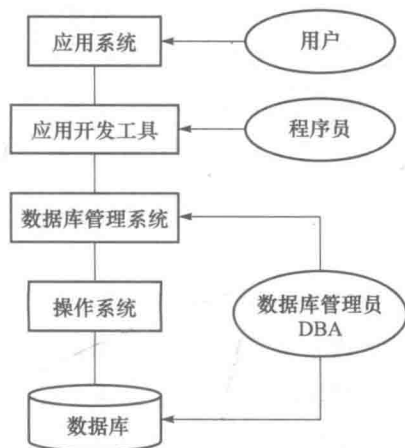 应用系统
用户
应用开发工具
程序员
数据库管理系统
操作系统
数据库管理员
DBA
数据库